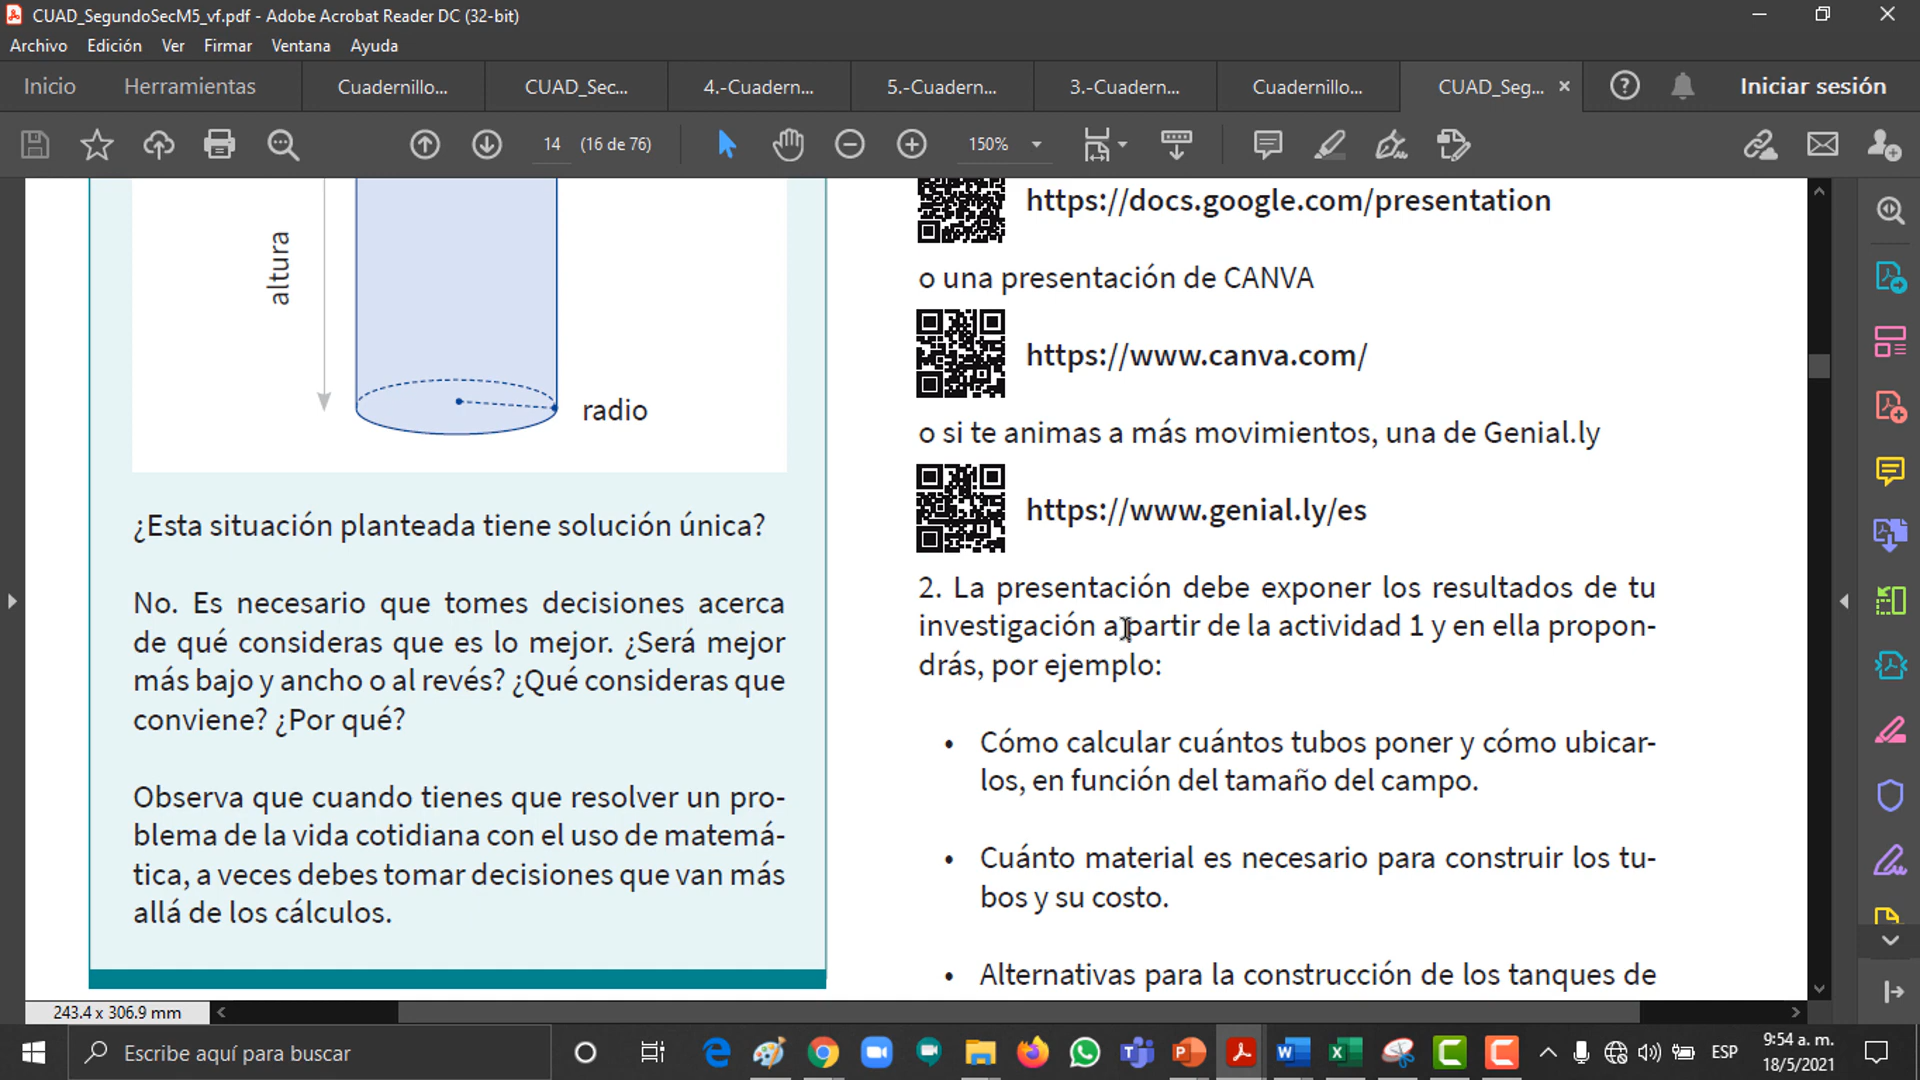 CUAD_SegundoSecM5_vf.pdf - Adobe Acrobat Reader DC (32-bit)
Archivo Edición Ver Firmar Ventana Ayuda
Inicio Herramientas Cuadernillo... CUAD_Sec... 4.-Cuadern... 5.-Cuadern... 3.-Cuadern... Cuadernillo... CUAD_Seg... Iniciar sesión
14 (16 de 76) 150%
altura
radio
¿Esta situación planteada tiene solución única?
No. Es necesario que tomes decisiones acerca
de qué consideras que es lo mejor. ¿Será mejor
más bajo y ancho o al revés? ¿Qué consideras que
conviene? ¿Por qué?
Observa que cuando tienes que resolver un pro-
blema de la vida cotidiana con el uso de matemá-
tica, a veces debes tomar decisiones que van más
allá de los cálculos.
https://docs.google.com/presentation
o una presentación de CANVA
https://www.canva.com/
o si te animas a más movimientos, una de Genial.ly
https://www.genial.ly/es
2. La presentación debe exponer los resultados de tu
investigación a partir de la actividad 1 y en ella propon-
drás, por ejemplo:
• Cómo calcular cuántos tubos poner y cómo ubicar-
los, en función del tamaño del campo.
• Cuánto material es necesario para construir los tu-
bos y su costo.
• Alternativas para la construcción de los tanques de
243.4 x 306.9 mm
Escribe aquí para buscar
ESP
9:54 a. m.
18/5/2021